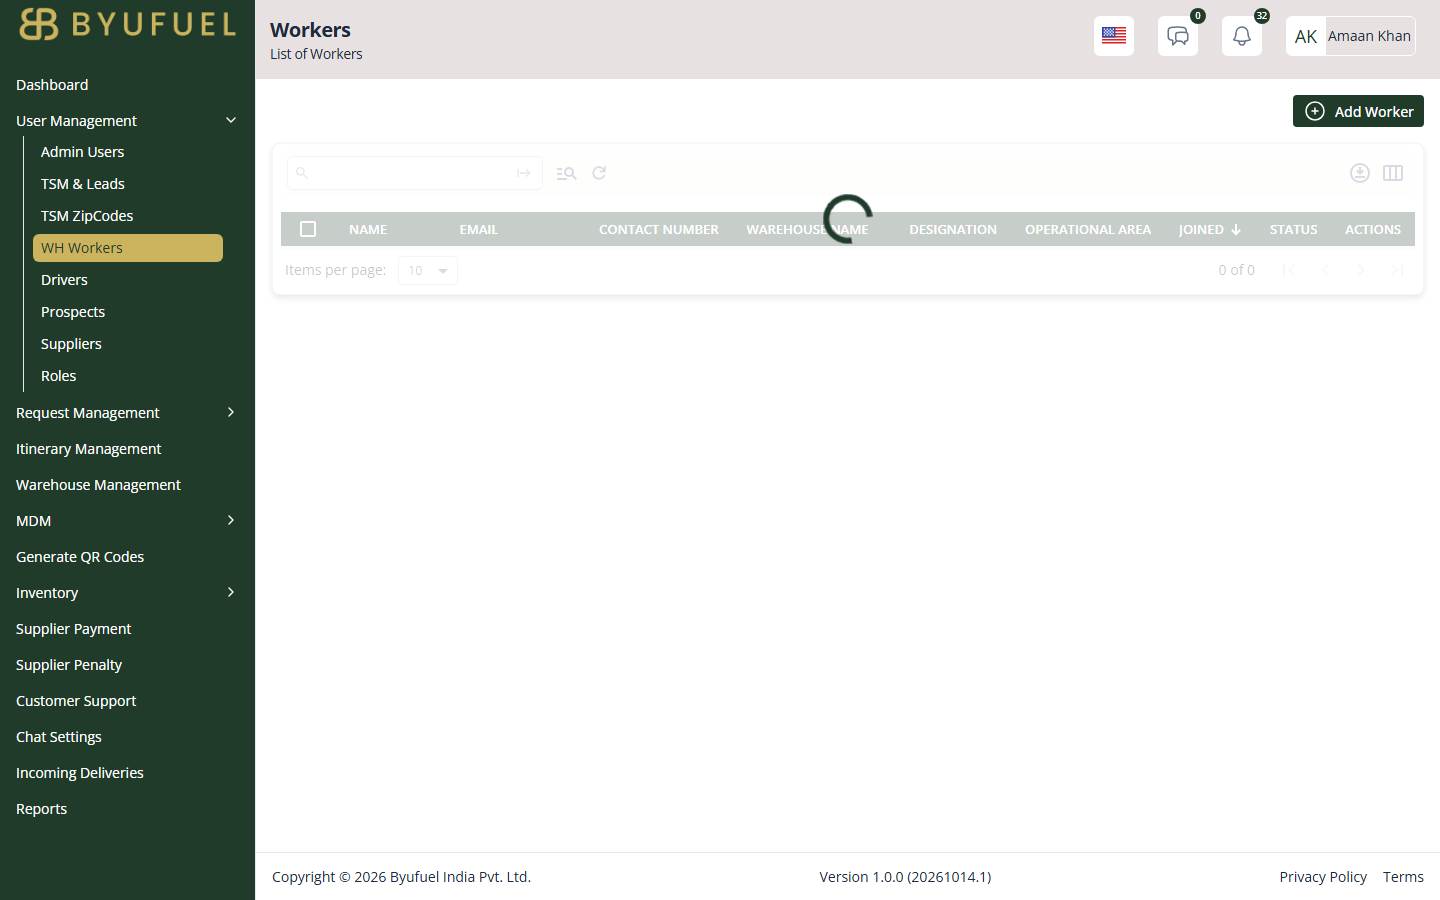 BYUFUEL
Dashboard
User Management
Admin Users
TSM & Leads
TSM ZipCodes
WH Workers
Drivers
Prospects
Suppliers
Roles
Request Management
Itinerary Management
Warehouse Management
MDM
Generate QR Codes
Inventory
Supplier Payment
Supplier Penalty
Customer Support
Chat Settings
Incoming Deliveries
Reports
Workers
List of Workers
0
32
AK Amaan Khan
Add Worker
NAME EMAIL CONTACT NUMBER WAREHOUSE NAME DESIGNATION OPERATIONAL AREA JOINED STATUS ACTIONS
Items per page: 10 0 of 0
Copyright © 2026 Byufuel India Pvt. Ltd. Version 1.0.0 (20261014.1) Privacy Policy Terms